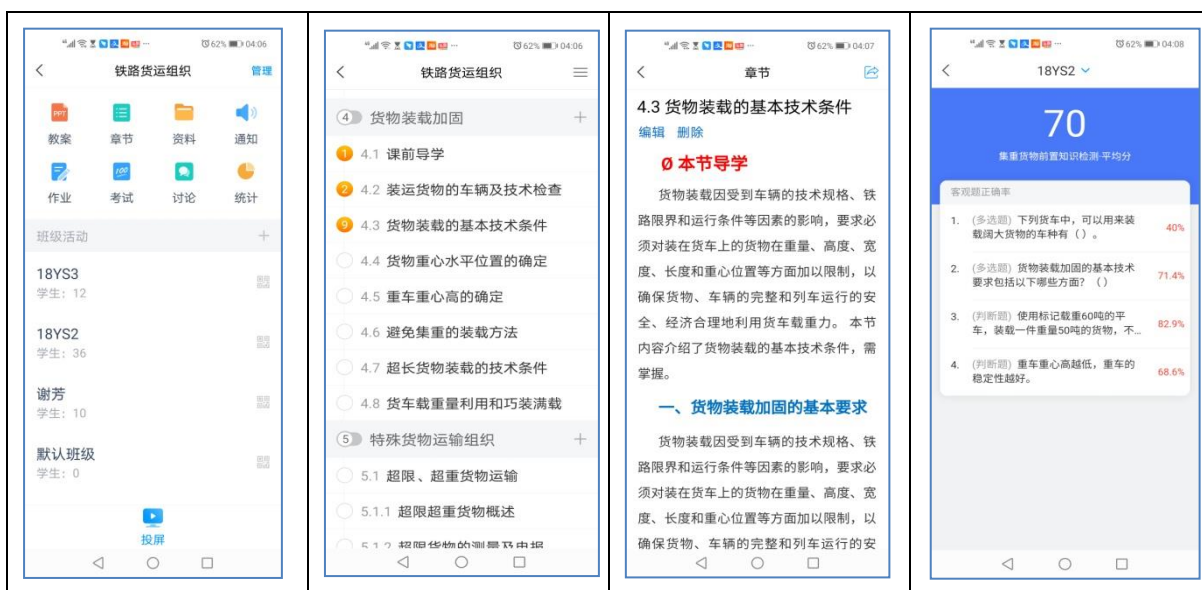 62% 04:06
铁路货运组织 管理
PPT
教案 章节 资料 通知
100
作业 考试 讨论 统计
班级活动
18YS3
学生：12
18YS2
学生：36
谢芳
学生：10
默认班级
学生：0
投屏
62% 04:06
铁路货运组织
4 货物装载加固
1 4.1 课前导学
2 4.2 装运货物的车辆及技术检查
9 4.3 货物装载的基本技术条件
4.4 货物重心水平位置的确定
4.5 重车重心高的确定
4.6 避免集重的装载方法
4.7 超长货物装载的技术条件
4.8 货车载重量利用和巧装满载
5 特殊货物运输组织
5.1 超限、超重货物运输
5.1.1 超限超重货物概述
5.1.2 超限货物的测量及电报
62% 04:07
章节
4.3 货物装载的基本技术条件
编辑 删除
Ø 本节导学
货物装载因受到车辆的技术规格、铁
路限界和运行条件等因素的影响，要求必
须对装在货车上的货物在重量、高度、宽
度、长度和重心位置等方面加以限制，以
确保货物、车辆的完整和列车运行的安
全、经济合理地利用货车载重力。 本节
内容介绍了货物装载的基本技术条件，需
掌握。
一、货物装载加固的基本要求
货物装载因受到车辆的技术规格、铁
路限界和运行条件等因素的影响，要求必
须对装在货车上的货物在重量、高度、宽
度、长度和重心位置等方面加以限制，以
确保货物、车辆的完整和列车运行的安
62% 04:08
18YS2
70
集重货物前置知识检测·平均分
客观题正确率
1. (多选题) 下列货车中，可以用来装
载阔大货物的车种有（ ）。 40%
2. (多选题) 货物装载加固的基本技术
要求包括以下哪些方面？（ ） 71.4%
3. (判断题) 使用标记载重60吨的平
车，装载一件重量50吨的货物，不... 82.9%
4. (判断题) 重车重心高越低，重车的
稳定性越好。 68.6%